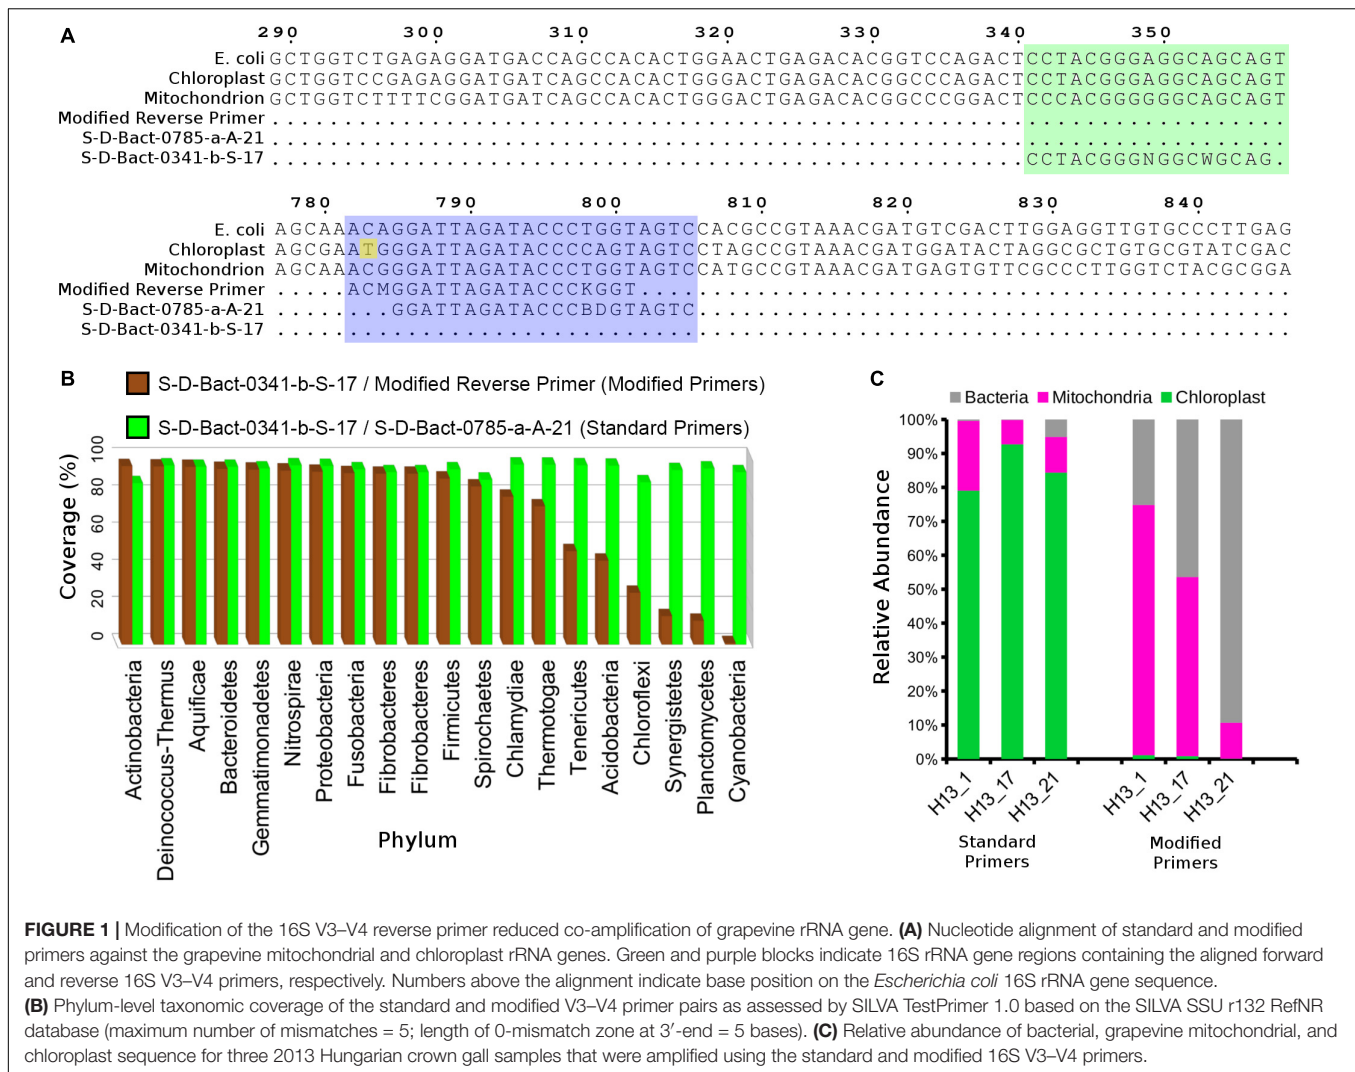 A
290 300 310 320 330 340 350
E. coli GCTGGTCTGAGAGGATGACCAGCCACACTGGAACTGAGACACGGTCCAGACTCCTACGGGAGGCAGCAGT
Chloroplast GCTGGTCCGAGAGGATGATCAGCCACACTGGGACTGAGACACGGCCCAGACTCCTACGGGAGGCAGCAGT
Mitochondrion GCTGGTCTTTTCGGATGATCAGCCACACTGGGACTGAGACACGGCCCGGACTCCCACGGGGGGCAGCAGT
Modified Reverse Primer ......................................................................
S-D-Bact-0785-a-A-21 ......................................................................
S-D-Bact-0341-b-S-17 ....................................................CCTACGGGNGGCWGCAG.
780 790 800 810 820 830 840
E. coli AGCAAACAGGATTAGATACCCTGGTAGTCCACGCCGTAAACGATGTCGACTTGGAGGTTGTGCCCTTGAG
Chloroplast AGCGAATGGGATTAGATACCCCAGTAGTCCTAGCCGTAAACGATGGATACTAGGCGCTGTGCGTATCGAC
Mitochondrion AGCAAACGGGATTAGATACCCTGGTAGTCCATGCCGTAAACGATGAGTGTTCGCCCTTGGTCTACGCGGA
Modified Reverse Primer .....ACMGGATTAGATACCCKGGT.............................................
S-D-Bact-0785-a-A-21 ........GGATTAGATACCCBDGTAGTC.........................................
S-D-Bact-0341-b-S-17 ......................................................................
B
S-D-Bact-0341-b-S-17 / Modified Reverse Primer (Modified Primers)
S-D-Bact-0341-b-S-17 / S-D-Bact-0785-a-A-21 (Standard Primers)
Coverage (%)
100
80
60
40
20
0
Actinobacteria
Deinococcus-Thermus
Aquificae
Bacteroidetes
Gemmatimonadetes
Nitrospirae
Proteobacteria
Fusobacteria
Fibrobacteres
Fibrobacteres
Firmicutes
Spirochaetes
Chlamydiae
Thermotogae
Tenericutes
Acidobacteria
Chloroflexi
Synergistetes
Planctomycetes
Cyanobacteria
Phylum
C
Bacteria Mitochondria Chloroplast
Relative Abundance
100%
90%
80%
70%
60%
50%
40%
30%
20%
10%
0%
H13_1 H13_17 H13_21 H13_1 H13_17 H13_21
Standard Primers
Modified Primers
FIGURE 1 | Modification of the 16S V3–V4 reverse primer reduced co-amplification of grapevine rRNA gene. (A) Nucleotide alignment of standard and modified
primers against the grapevine mitochondrial and chloroplast rRNA genes. Green and purple blocks indicate 16S rRNA gene regions containing the aligned forward
and reverse 16S V3–V4 primers, respectively. Numbers above the alignment indicate base position on the Escherichia coli 16S rRNA gene sequence.
(B) Phylum-level taxonomic coverage of the standard and modified V3–V4 primer pairs as assessed by SILVA TestPrimer 1.0 based on the SILVA SSU r132 RefNR
database (maximum number of mismatches = 5; length of 0-mismatch zone at 3′-end = 5 bases). (C) Relative abundance of bacterial, grapevine mitochondrial, and
chloroplast sequence for three 2013 Hungarian crown gall samples that were amplified using the standard and modified 16S V3–V4 primers.